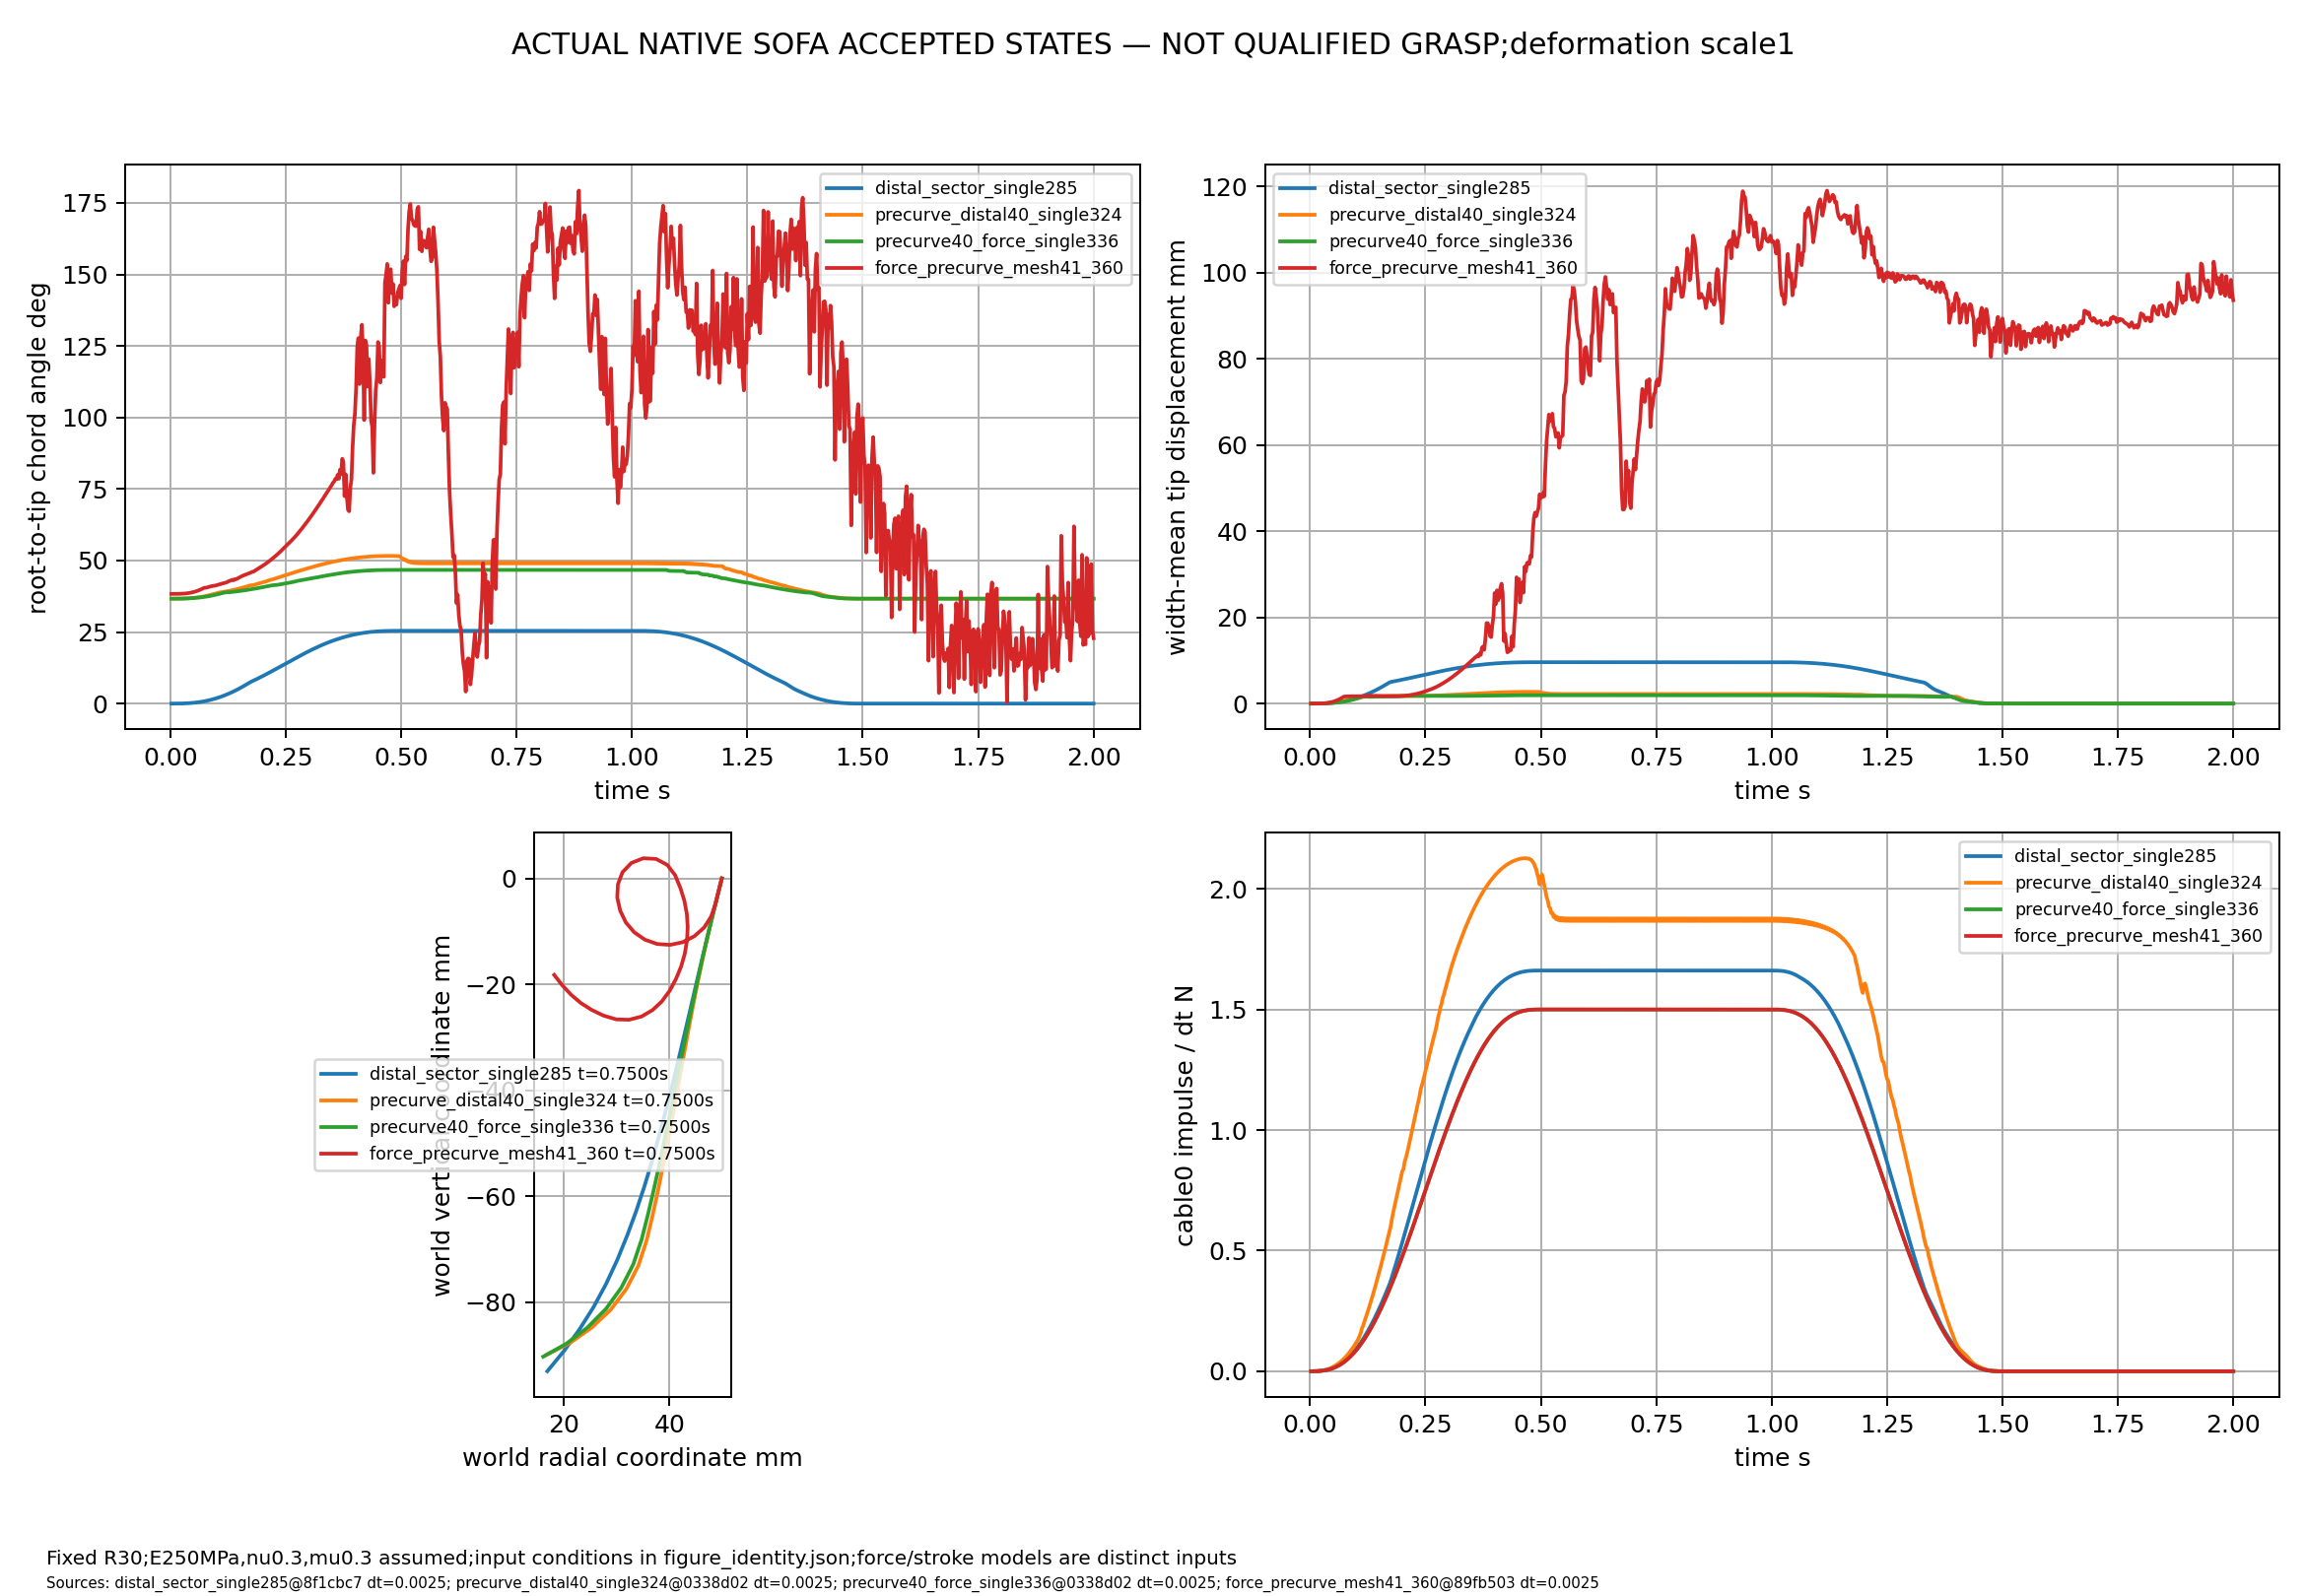 ACTUAL NATIVE SOFA ACCEPTED STATES — NOT QUALIFIED GRASP;deformation scale1
root-to-tip chord angle deg
175
150
125
100
75
50
25
0
distal_sector_single285
precurve_distal40_single324
precurve40_force_single336
force_precurve_mesh41_360
0.00 0.25 0.50 0.75 1.00 1.25 1.50 1.75 2.00
time s
width-mean tip displacement mm
120
100
80
60
40
20
0
distal_sector_single285
precurve_distal40_single324
precurve40_force_single336
force_precurve_mesh41_360
0.00 0.25 0.50 0.75 1.00 1.25 1.50 1.75 2.00
time s
world vertical coordinate mm
0
−20
−40
−60
−80
distal_sector_single285 t=0.7500s
precurve_distal40_single324 t=0.7500s
precurve40_force_single336 t=0.7500s
force_precurve_mesh41_360 t=0.7500s
20 40
world radial coordinate mm
cable0 impulse / dt N
2.0
1.5
1.0
0.5
0.0
distal_sector_single285
precurve_distal40_single324
precurve40_force_single336
force_precurve_mesh41_360
0.00 0.25 0.50 0.75 1.00 1.25 1.50 1.75 2.00
time s
Fixed R30;E250MPa,nu0.3,mu0.3 assumed;input conditions in figure_identity.json;force/stroke models are distinct inputs
Sources: distal_sector_single285@8f1cbc7 dt=0.0025; precurve_distal40_single324@0338d02 dt=0.0025; precurve40_force_single336@0338d02 dt=0.0025; force_precurve_mesh41_360@89fb503 dt=0.0025